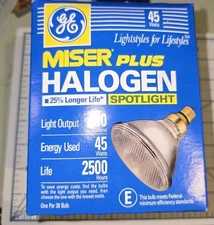 GE
45
Watts
Lightstyles for Lifestyles™
MISER PLUS
HALOGEN
25% Longer Life*
SPOTLIGHT
Light Output
Energy Used 45
Watts
Life 2500
Hours
To save energy costs, find the bulbs
with the light output you need, then
choose the one with the lowest watts.
One Par 38 Bulb
E
This bulb meets Federal
minimum efficiency standards.